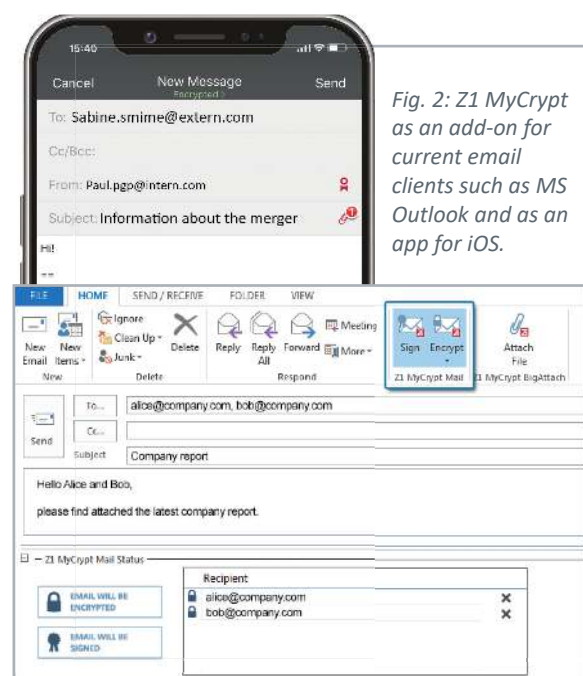 15:40
Cancel New Message Send
Encrypted >
To: Sabine.smime@extern.com
Cc/Bcc:
From: Paul.pgp@intern.com
Subject: Information about the merger
1
Hi!
--
Fig. 2: Z1 MyCrypt
as an add-on for
current email
clients such as MS
Outlook and as an
app for iOS.
FILE HOME SEND / RECEIVE FOLDER VIEW
New Email
New Items
Ignore
Clean Up
Junk
Delete
Reply
Reply All
Forward
Meeting
More
Sign
Encrypt
Attach File
New Delete Respond Z1 MyCrypt Mail Z1 MyCrypt BigAttach
Send
To... alice@company.com, bob@company.com
Cc...
Subject Company report
Hello Alice and Bob,
please find attached the latest company report.
Z1 MyCrypt Mail Status
EMAIL WILL BE
ENCRYPTED
EMAIL WILL BE
SIGNED
Recipient
alice@company.com
bob@company.com